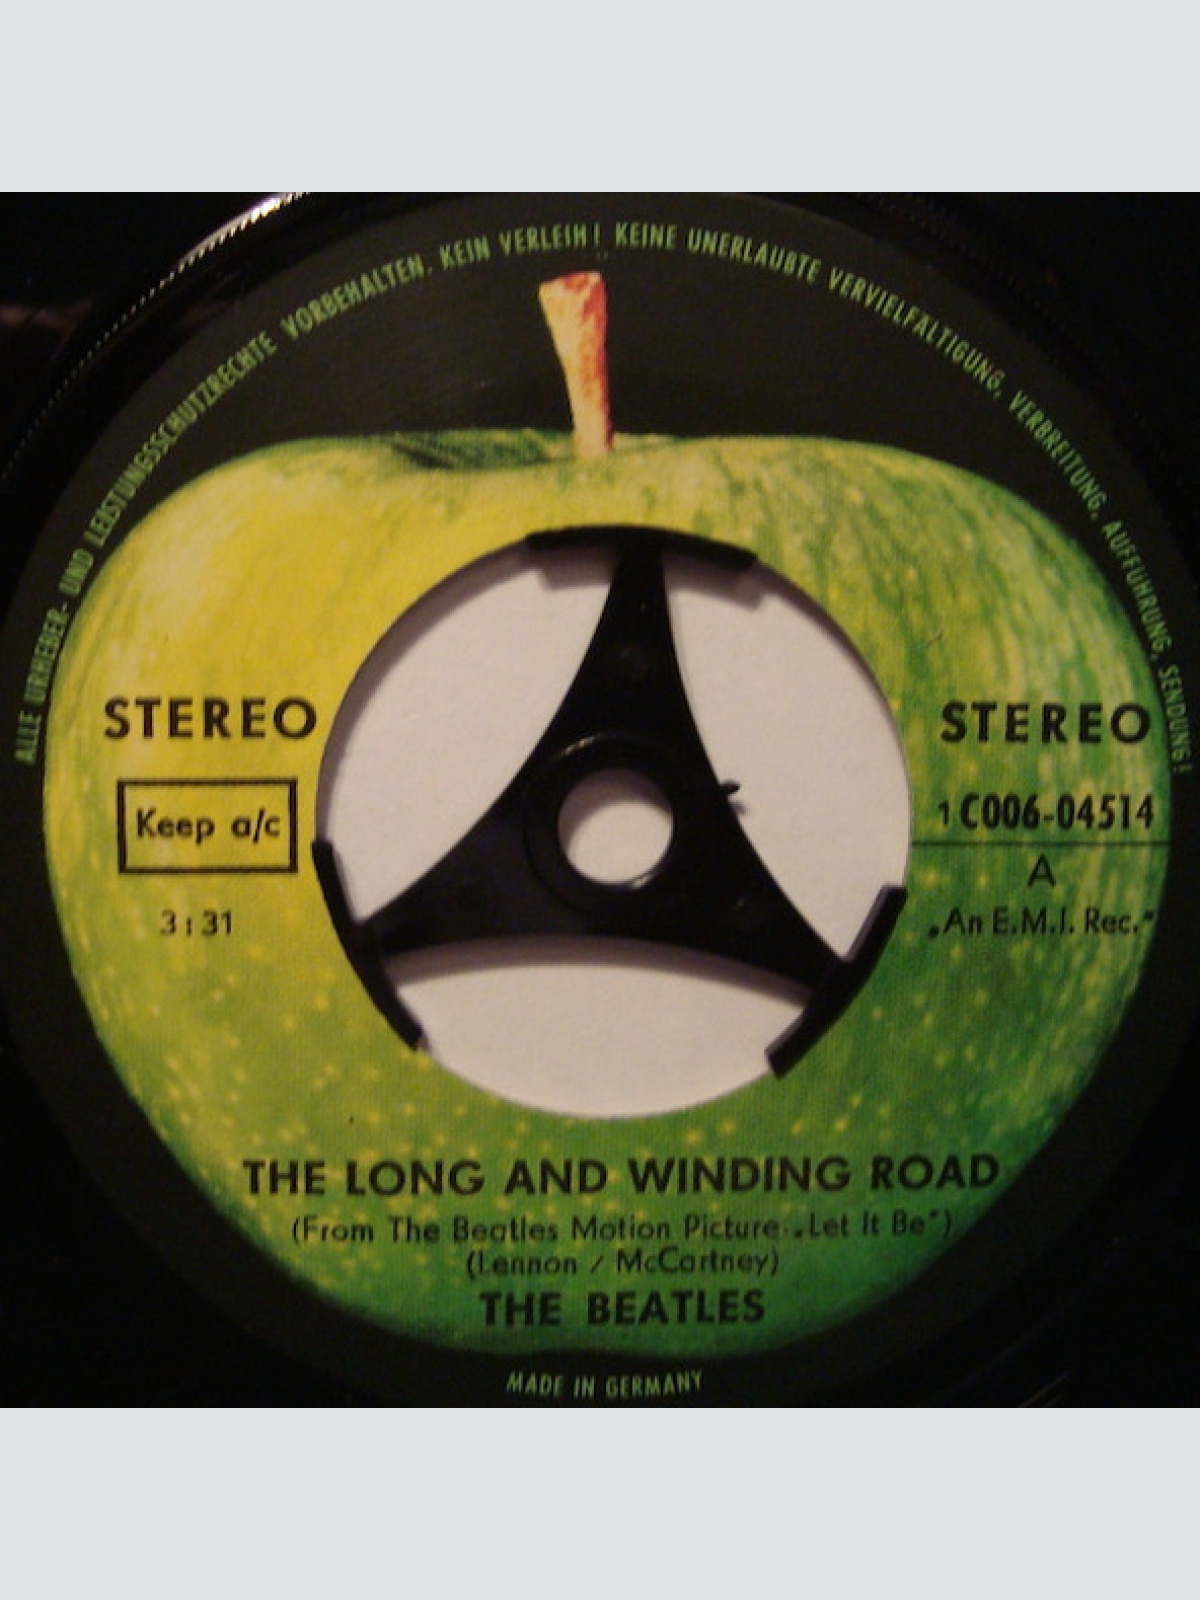 ALLE URHEBER- UND LEISTUNGSSCHUTZRECHTE VORBEHALTEN. KEIN VERLEIH! KEINE UNERLAUBTE VERVIELFÄLTIGUNG, VERBREITUNG, AUFFÜHRUNG, SENDUNG!
STEREO
Keep a/c
3:31
STEREO
1 C006-04514
A
„An E.M.I. Rec.“
THE LONG AND WINDING ROAD
(From The Beatles Motion Picture „Let It Be“)
(Lennon / McCartney)
THE BEATLES
MADE IN GERMANY